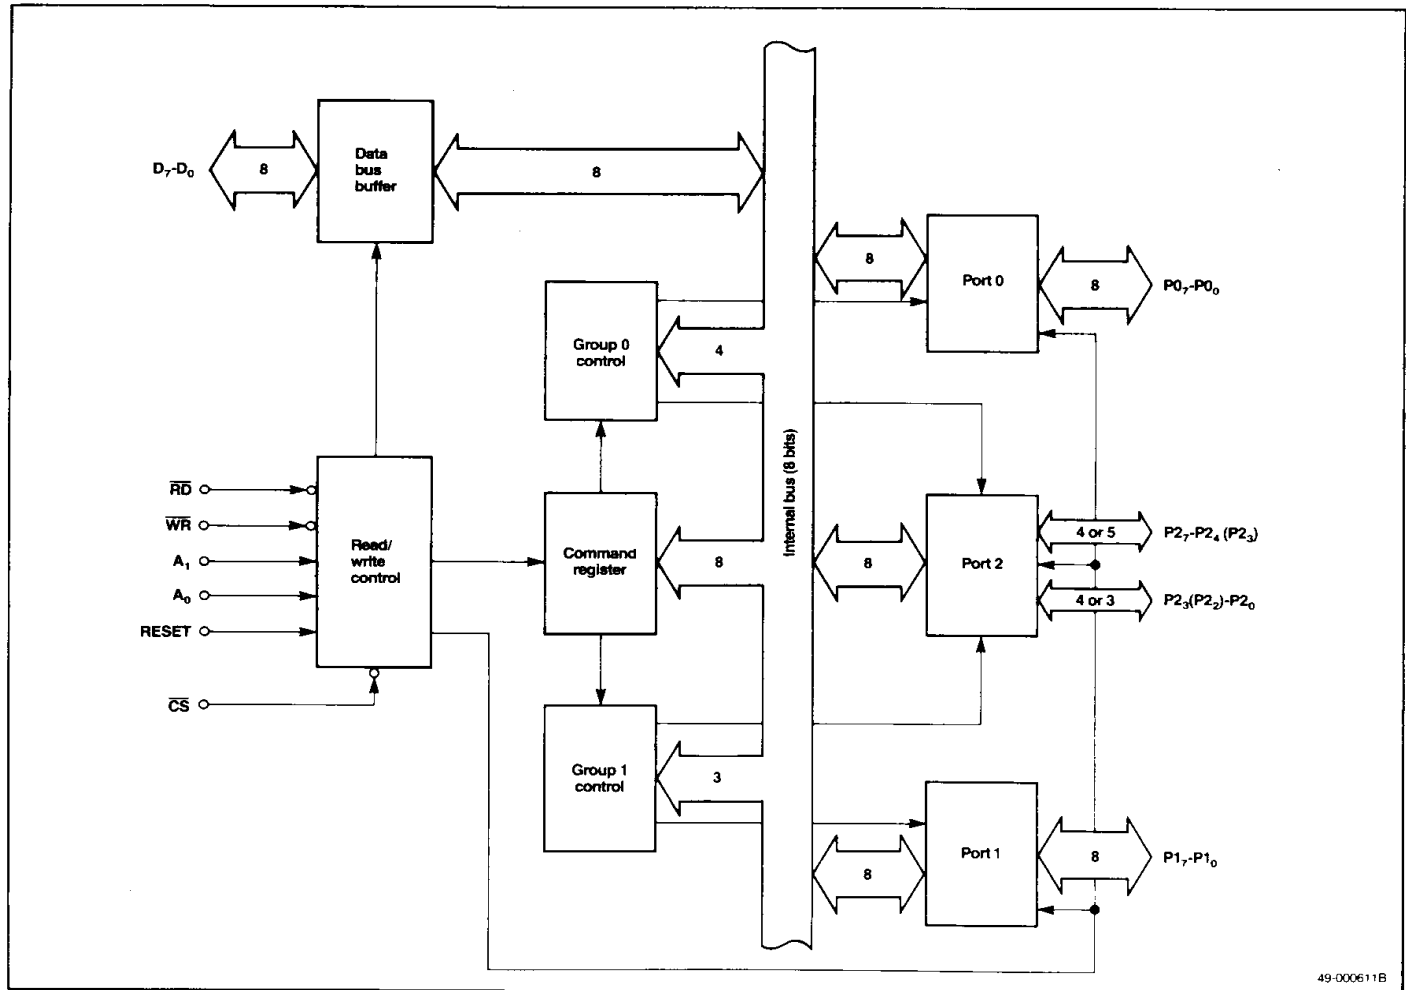 Data
bus
buffer
D₇-D₀
8
8
8
Port 0
8
P0₇-P0₀
Group 0
control
4
Internal bus (8 bits)
R̅D̅
W̅R̅
A₁
A₀
RESET
C̅S̅
Read/
write
control
Command
register
8
8
Port 2
4 or 5
P2₇-P2₄ (P2₃)
4 or 3
P2₃(P2₂)-P2₀
Group 1
control
3
8
Port 1
8
P1₇-P1₀
49-000611B